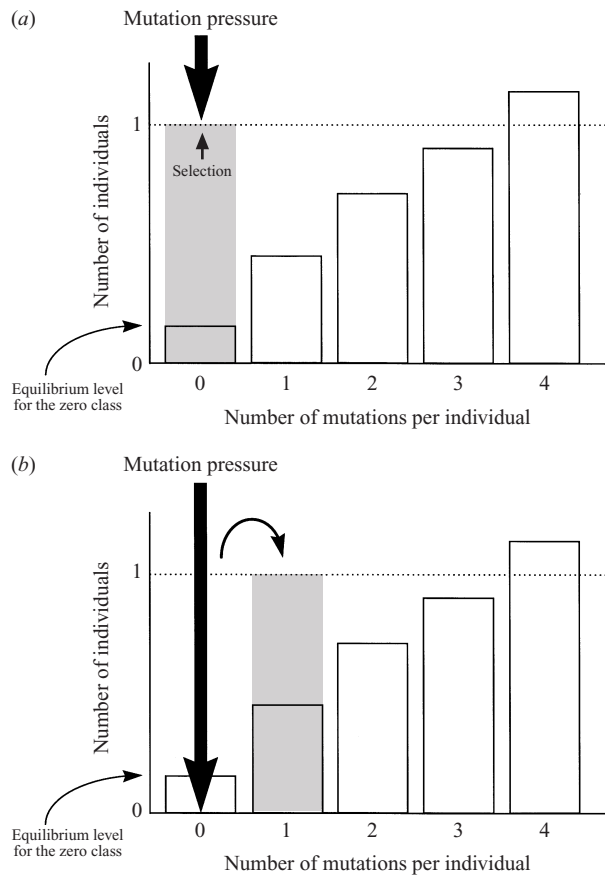 (a)
Mutation pressure
Number of individuals
1
Selection
0
Equilibrium level
for the zero class
0 1 2 3 4
Number of mutations per individual
(b)
Mutation pressure
Number of individuals
1
0
Equilibrium level
for the zero class
0 1 2 3 4
Number of mutations per individual